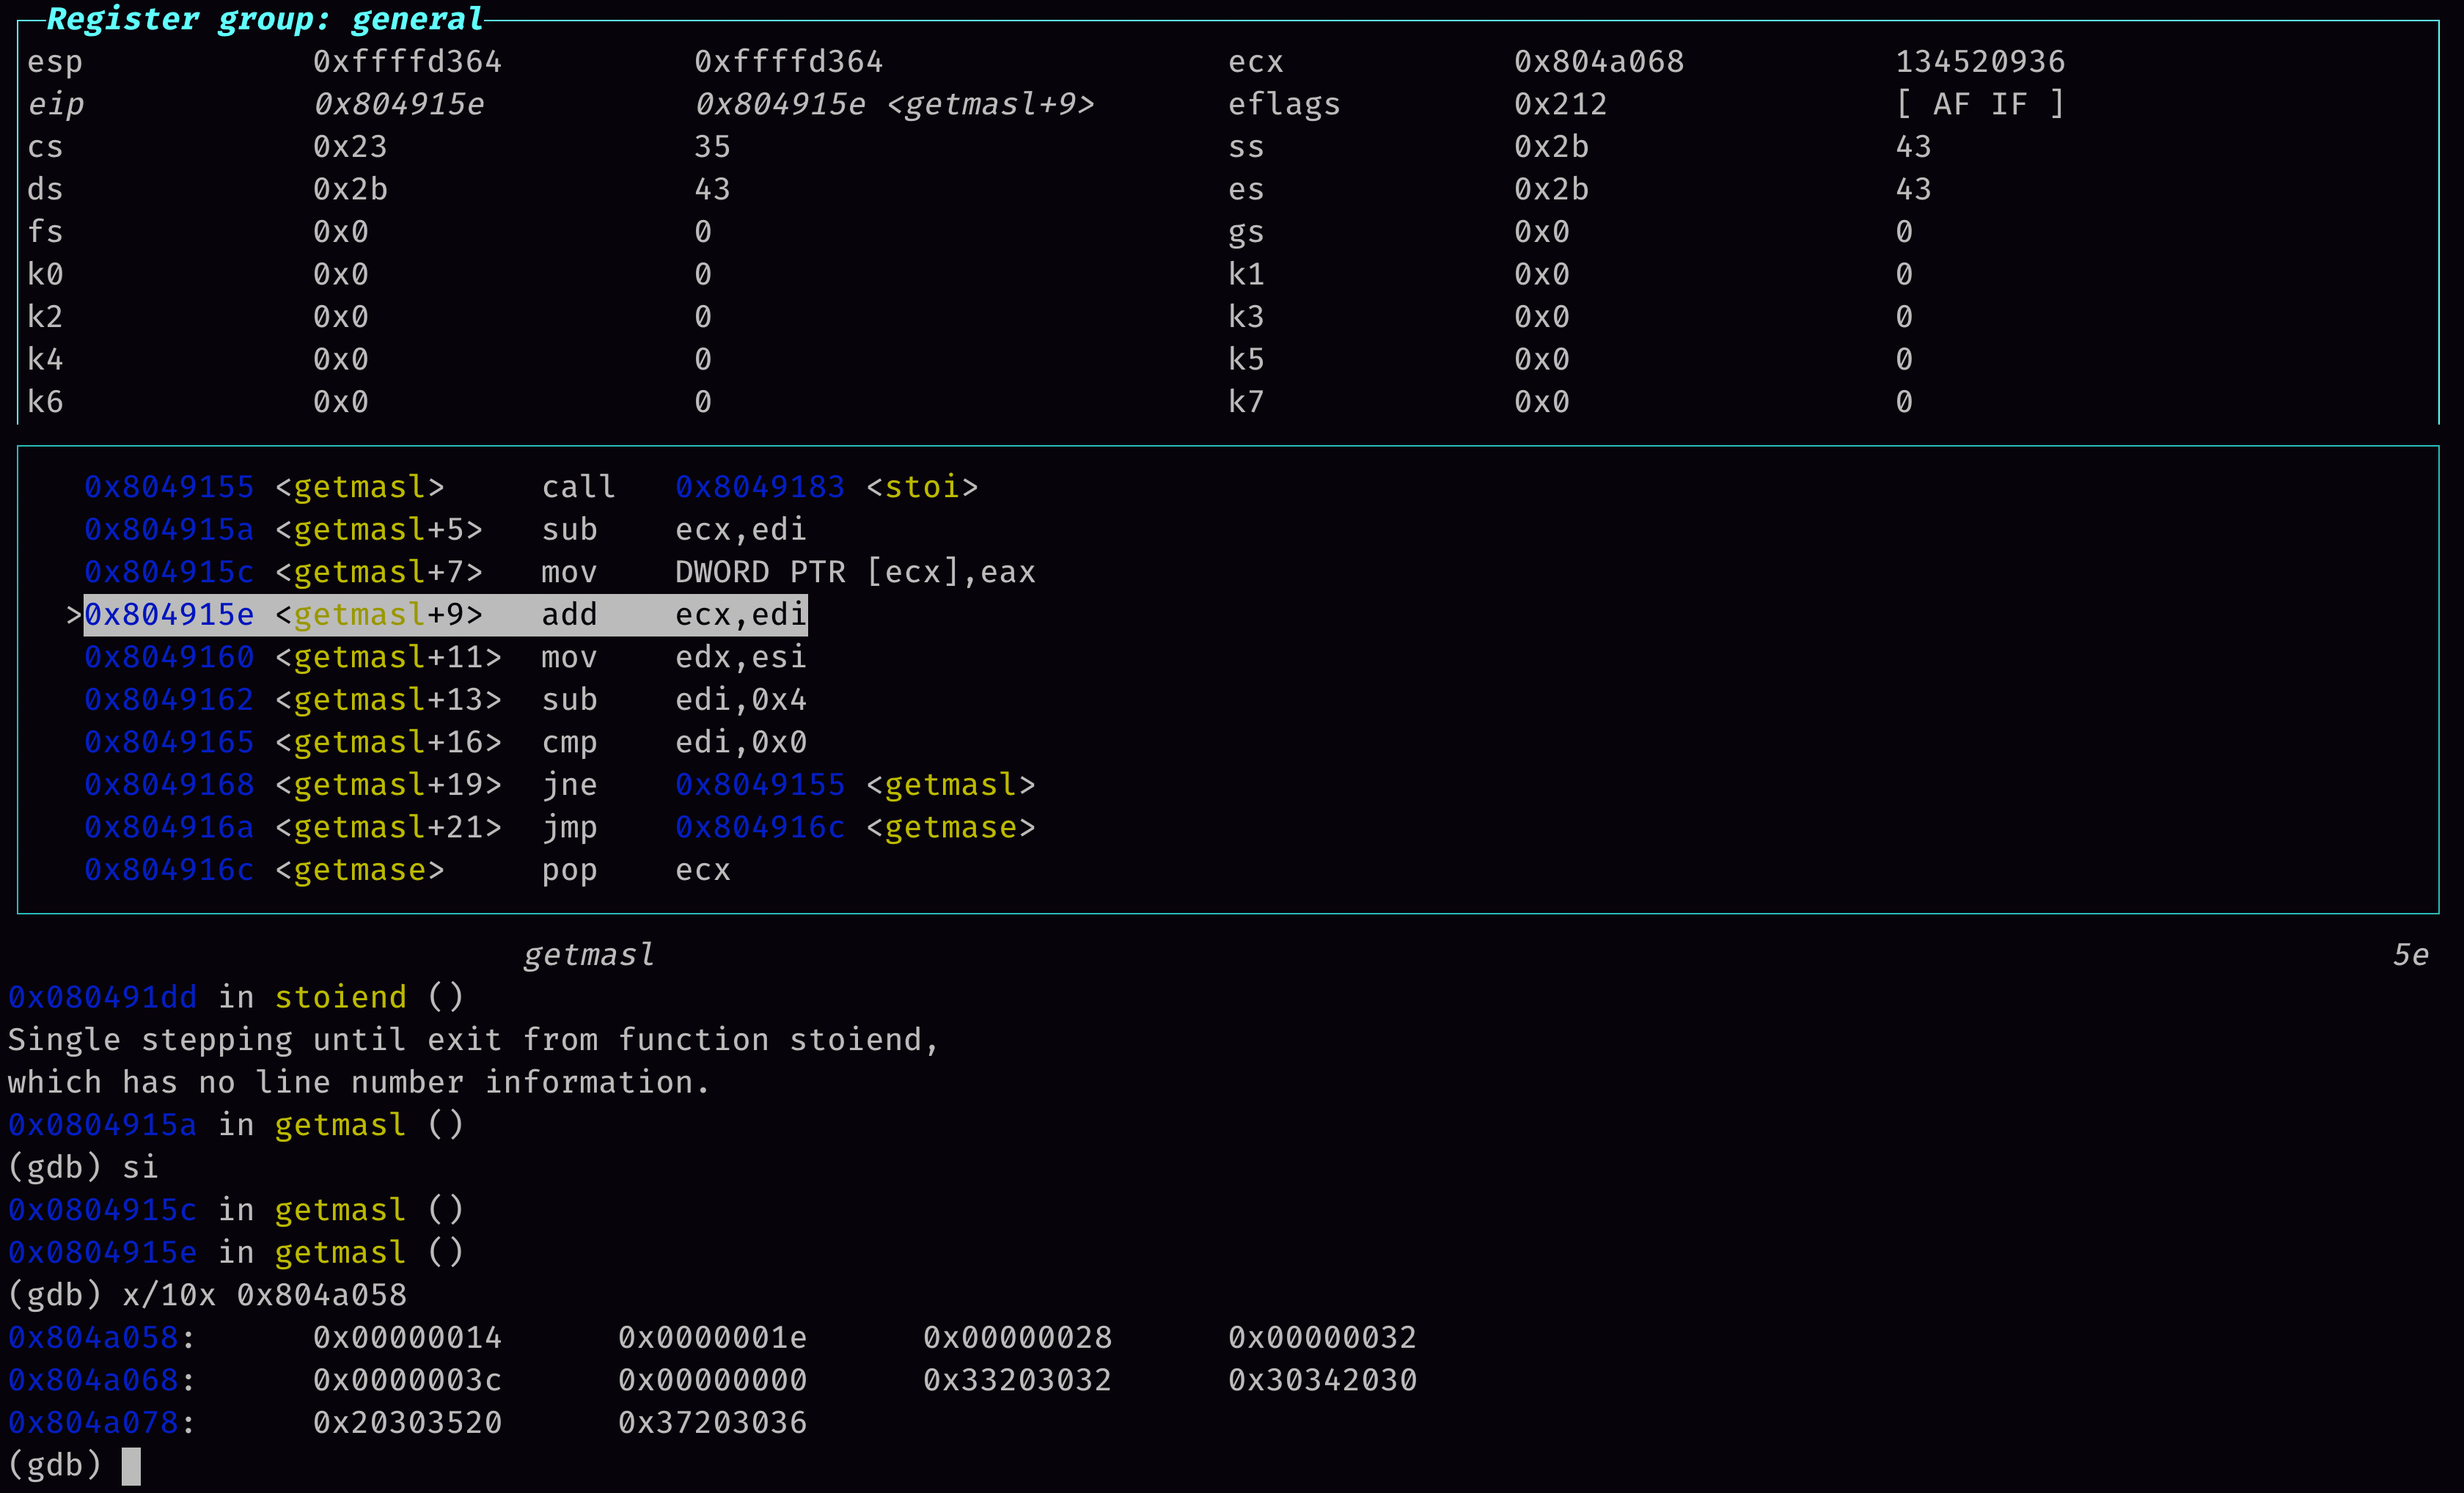 Register group: general
esp 0xffffd364 0xffffd364 ecx 0x804a068 134520936
eip 0x804915e 0x804915e <getmasl+9> eflags 0x212 [ AF IF ]
cs 0x23 35 ss 0x2b 43
ds 0x2b 43 es 0x2b 43
fs 0x0 0 gs 0x0 0
k0 0x0 0 k1 0x0 0
k2 0x0 0 k3 0x0 0
k4 0x0 0 k5 0x0 0
k6 0x0 0 k7 0x0 0
0x8049155 <getmasl> call 0x8049183 <stoi>
0x804915a <getmasl+5> sub ecx,edi
0x804915c <getmasl+7> mov DWORD PTR [ecx],eax
>0x804915e <getmasl+9> add ecx,edi
0x8049160 <getmasl+11> mov edx,esi
0x8049162 <getmasl+13> sub edi,0x4
0x8049165 <getmasl+16> cmp edi,0x0
0x8049168 <getmasl+19> jne 0x8049155 <getmasl>
0x804916a <getmasl+21> jmp 0x804916c <getmase>
0x804916c <getmase> pop ecx
getmasl 5e
0x080491dd in stoiend ()
Single stepping until exit from function stoiend,
which has no line number information.
0x0804915a in getmasl ()
(gdb) si
0x0804915c in getmasl ()
0x0804915e in getmasl ()
(gdb) x/10x 0x804a058
0x804a058: 0x00000014 0x0000001e 0x00000028 0x00000032
0x804a068: 0x0000003c 0x00000000 0x33203032 0x30342030
0x804a078: 0x20303520 0x37203036
(gdb)